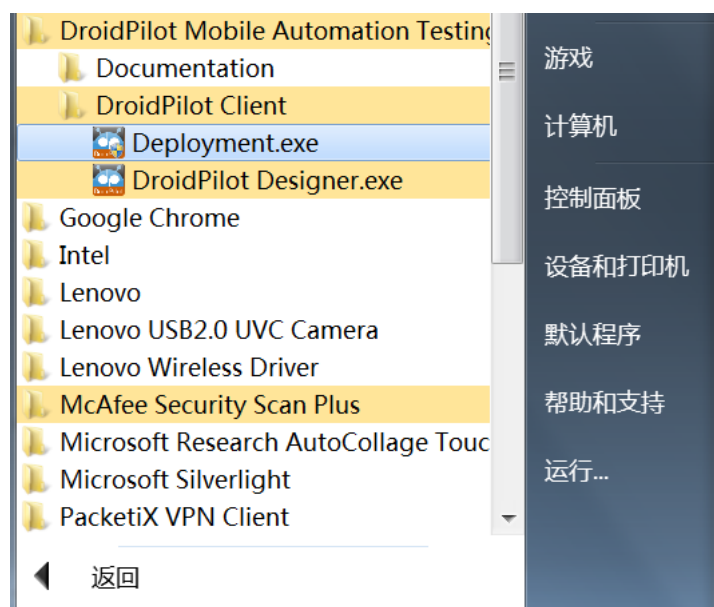 DroidPilot Mobile Automation Testing
Documentation
DroidPilot Client
Deployment.exe
DroidPilot Designer.exe
Google Chrome
Intel
Lenovo
Lenovo USB2.0 UVC Camera
Lenovo Wireless Driver
McAfee Security Scan Plus
Microsoft Research AutoCollage Touc
Microsoft Silverlight
PacketiX VPN Client
返回
游戏
计算机
控制面板
设备和打印机
默认程序
帮助和支持
运行...